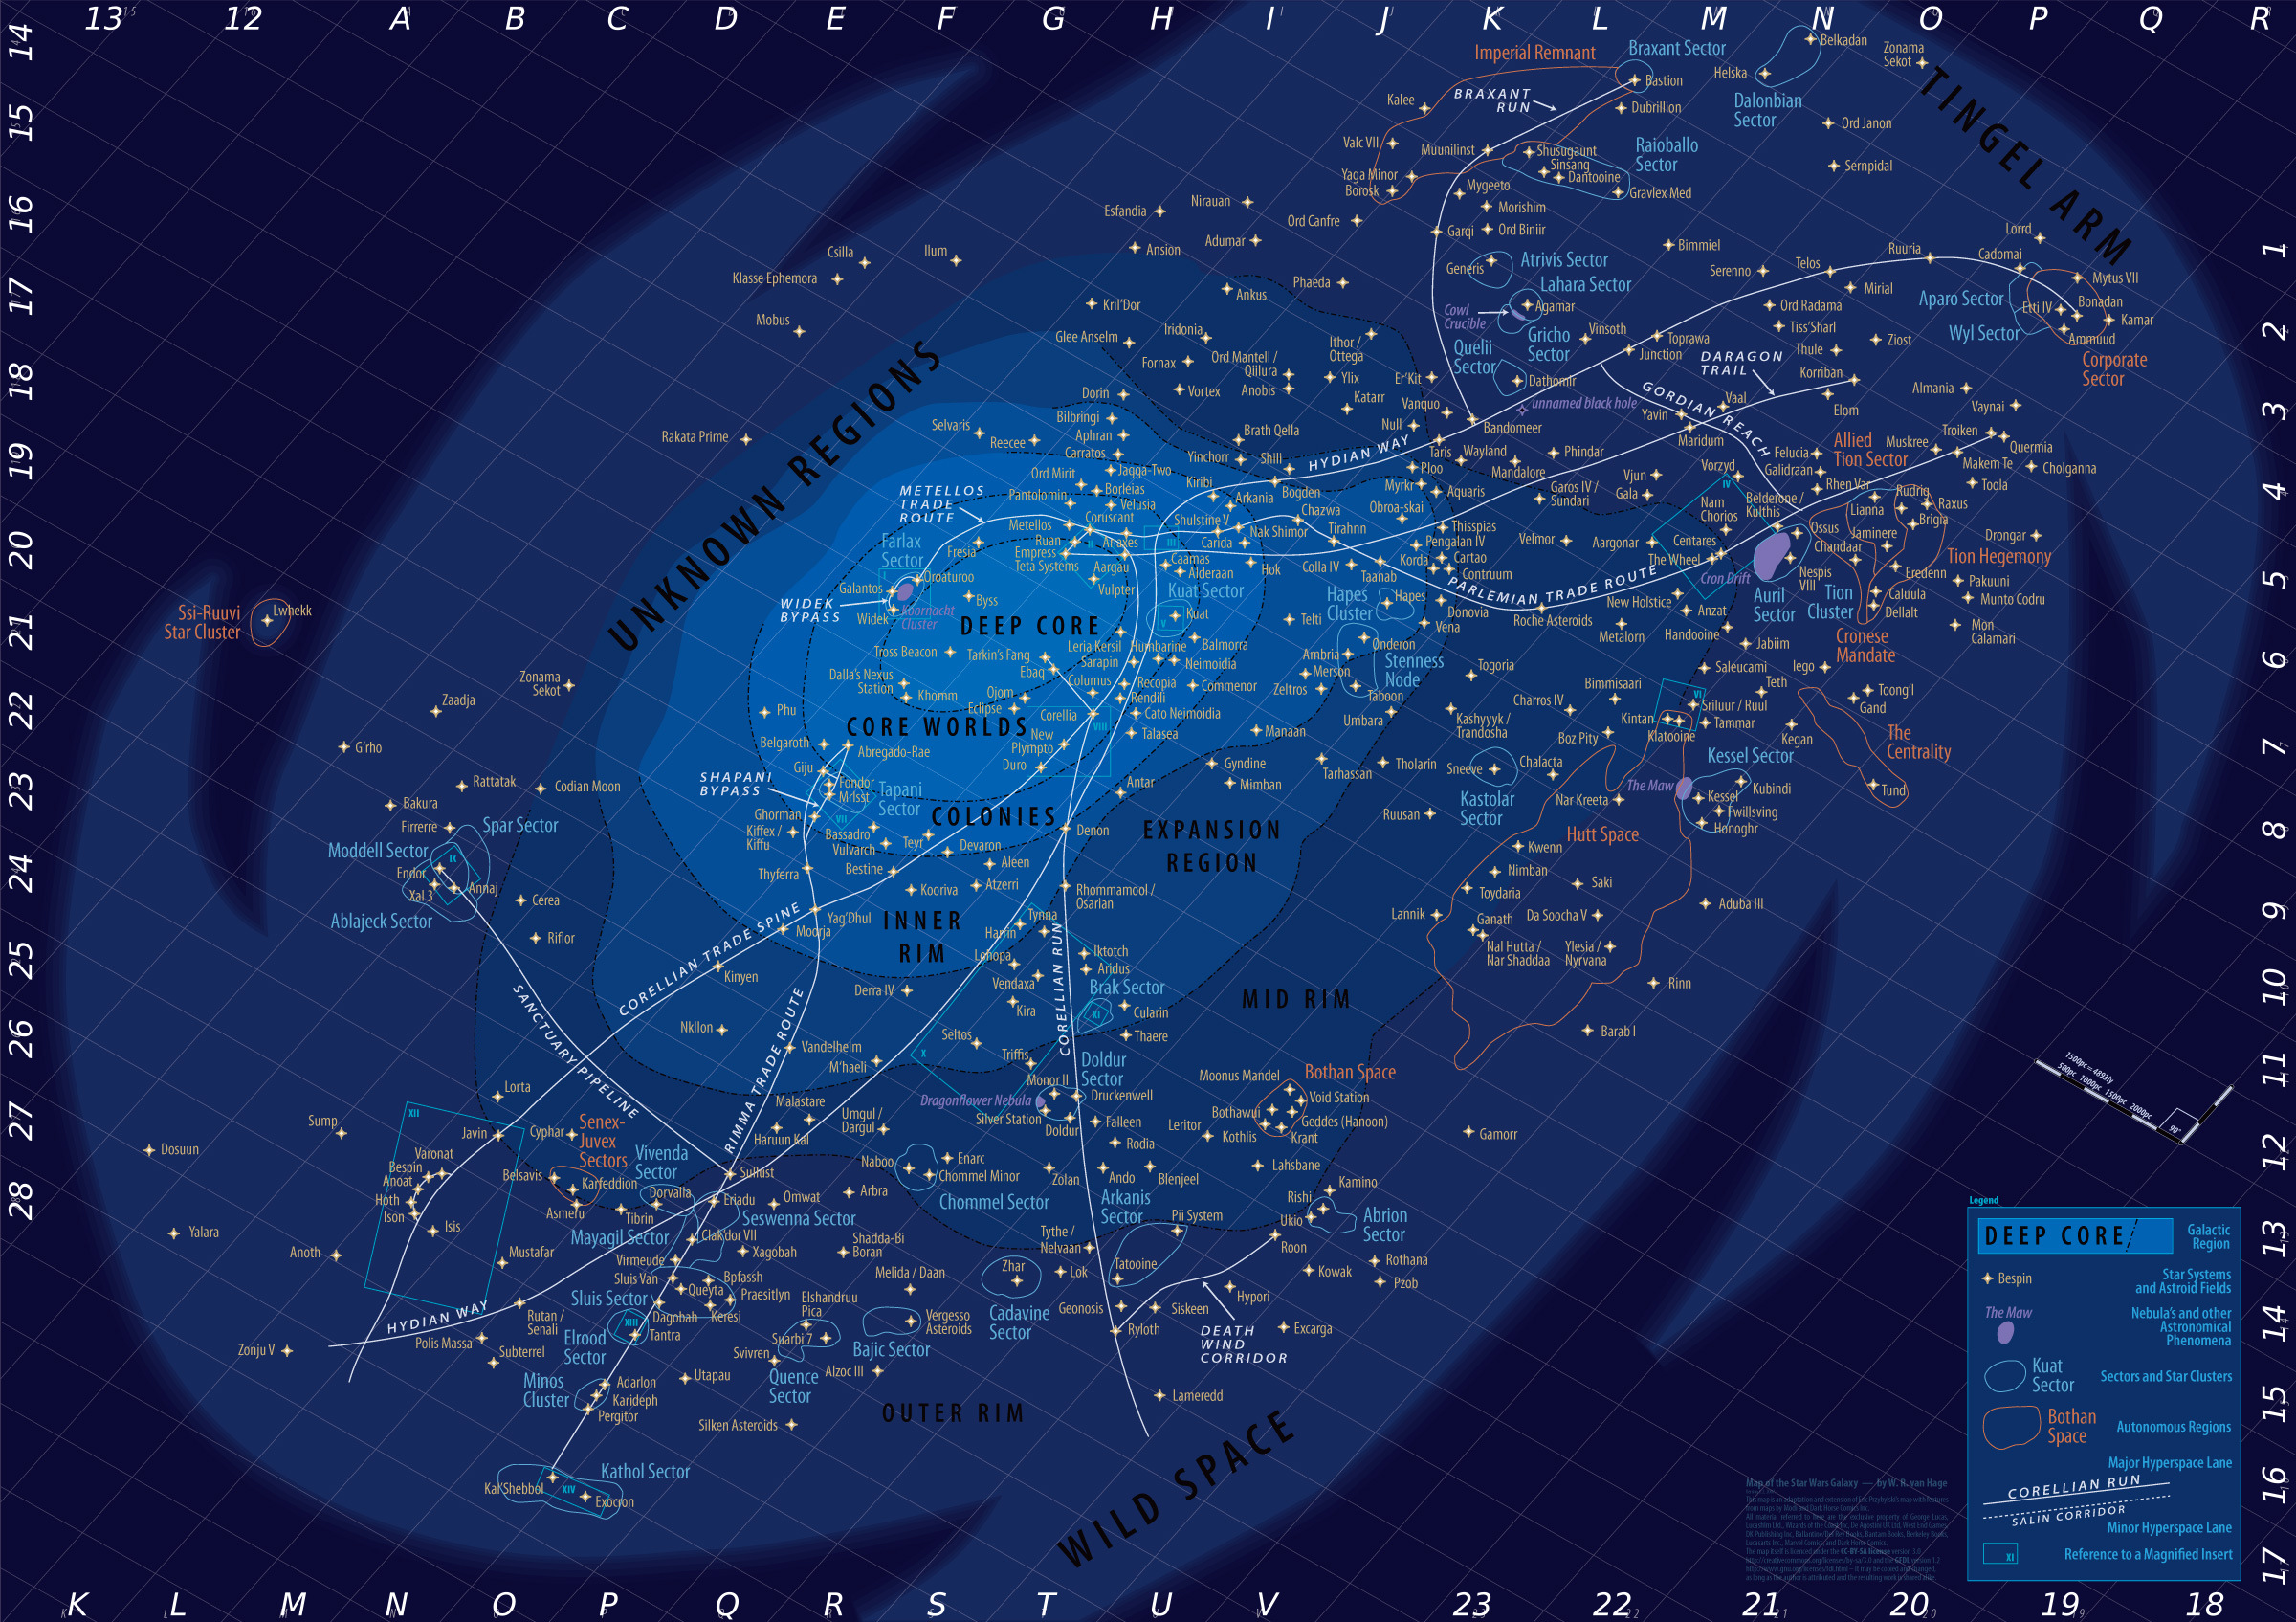 13 12 A B C D E F G H I J K L M N O P Q R
14
15
16
17
18
19
20
21
22
23
24
25
26
27
28
1
2
3
4
5
6
7
8
9
10
11
12
13
14
15
16
17
K L M N O P Q R S T U V 23 22 21 20 19 18
UNKNOWN REGIONS
TINGEL ARM
WILD SPACE
DEEP CORE
CORE WORLDS
COLONIES
INNER
RIM
EXPANSION
REGION
MID RIM
OUTER RIM
Imperial Remnant
Braxant Sector
Bastion
Dubrillion
BRAXANT
RUN
Kalee
Valc VII
Yaga Minor
Borosk
Muunilinst
Shusugaunt
Sinsang
Dantooine
Gravlex Med
Raioballo
Sector
Helska
Belkadan
Dalonbian
Sector
Zonama
Sekot
Ord Janon
Sernpidal
Mygeeto
Morishim
Ord Biniir
Garqi
Ord Canfre
Nirauan
Esfandia
Adumar
Ansion
Phaeda
Ankus
Csilla
Klasse Ephemora
Ilum
Mobus
Kril'Dor
Glee Anselm
Iridonia
Fornax
Vortex
Ord Mantell /
Qiilura
Anobis
Ithor /
Ottega
Ylix
Katarr
Er'Kit
Vanquo
Null
Generis
Atrivis Sector
Lahara Sector
Agamar
Cowl
Crucible
Gricho
Sector
Quelii
Sector
Dathomir
unnamed black hole
Bimmiel
Serenno
Telos
Ruuria
Mirial
Ord Radama
Tiss'Sharl
Thule
Ziost
Korriban
Elom
Vinsoth
Toprawa
Junction
DARAGON
TRAIL
GORDIAN REACH
Vaal
Yavin
Maridum
Lorrd
Cadomai
Mytus VII
Bonadan
Kamar
Etti IV
Ammuud
Aparo Sector
Wyl Sector
Corporate
Sector
Almania
Vaynai
Troiken
Quermia
Muskree
Makem Te
Cholganna
Toola
Allied
Tion Sector
Felucia
Galidraan
Rhen Var
Rudrig
Raxus
Lianna
Brigia
Jaminere
Drongar
Tion Hegemony
Eredenn
Pakuuni
Munto Codru
Mon
Calamari
Caluula
Dellalt
Cronese
Mandate
Tion
Cluster
Chandaar
Ossus
Nespis
VIII
Auril
Sector
Cron Drift
Belderone /
Kulthis
Nam
Chorios
Vorzyd
IV
Centares
The Wheel
Vjun
Gala
Phindar
Garos IV /
Sundari
Wayland
Mandalore
Taris
Bandomeer
Ploo
Myrkr
Aquaris
Obroa-skai
Thisspias
Pengalan IV
Cartao
Korda
Contruum
Velmor
Aargonar
New Holstice
Anzat
Metalorn
Handooine
Jabiim
Saleucami
Iego
Teth
Toong'l
Gand
Roche Asteroids
PARLEMIAN TRADE ROUTE
HYDIAN WAY
Donovia
Vena
Hapes
Hapes
Cluster
Taanab
Colla IV
Tirahnn
Chazwa
Nak Shimor
Bogden
Arkania
Kiribi
Shulstine V
Carida
Hok
Brath Qella
Yinchorr
Shili
Selvaris
Reecee
Dorin
Bilbringi
Aphran
Carratos
Ord Mirit
Jagga-Two
Borleias
Pantolomin
Velusia
METELLOS
TRADE
ROUTE
Metellos
Coruscant
Ruan
Anaxes
Empress
Teta Systems
Aargau
Vulpter
III
Caamas
Alderaan
Kuat Sector
Kuat
V
Farlax
Sector
Fresia
Galantos
Oroaturoo
Widek
Koornacht
Cluster
WIDEK
BYPASS
Byss
Tross Beacon
Tarkin's Fang
Ebaq
Dalla's Nexus
Station
Khomm
Ojom
Eclipse
Leria Kersil
Sarapin
Humbarine
Neimoidia
Balmorra
Columus
Recopia
Rendili
Commenor
Corellia
Cato Neimoidia
Talasea
New
Plympto
Duro
VIII
Antar
Telti
Ambria
Onderon
Merson
Zeltros
Taboon
Umbara
Stenness
Node
Manaan
Gyndine
Mimban
Tarhassan
Tholarin
Ruusan
Togoria
Kashyyyk /
Trandosha
Charros IV
Bimmisaari
Boz Pity
Kintan
Klatooine
VI
Sriluur / Ruul
Tammar
Kegan
The
Centrality
Tund
Kessel Sector
Kessel
Kubindi
Fwillsving
Honoghr
The Maw
Hutt Space
Nar Kreeta
Chalacta
Sneeve
Kastolar
Sector
Kwenn
Nimban
Toydaria
Saki
Lannik
Ganath
Nal Hutta /
Nar Shaddaa
Da Soocha V
Ylesia /
Nyrvana
Aduba III
Rinn
Barab I
Gamorr
Rakata Prime
Ssi-Ruuvi
Star Cluster
Lwhekk
Zonama
Sekot
Zaadja
G'rho
Rattatak
Codian Moon
Bakura
Firrerre
Spar Sector
Moddell Sector
IX
Endor
Xal 3
Annaj
Ablajeck Sector
Cerea
Riflor
Phu
Belgaroth
Abregado-Rae
Giju
Fondor
Mrlsst
Tapani
Sector
VII
SHAPANI
BYPASS
Ghorman
Kiffex /
Kiffu
Bassadro
Vulvarch
Teyr
Devaron
Thyferra
Bestine
Kooriva
Aleen
Atzerri
Denon
Rhommamool /
Osarian
Yag'Dhul
Moorja
Kinyen
CORELLIAN TRADE SPINE
SANCTUARY PIPELINE
RIMMA TRADE ROUTE
CORELLIAN RUN
Tynna
Harrin
Lonopa
Vendaxa
Kira
Iktotch
Aridus
Brak Sector
XI
Cularin
Thaere
Derra IV
Nkllon
Vandelhelm
M'haeli
Seltos
X
Triffis
Monor II
Doldur
Sector
Druckenwell
Dragonflower Nebula
Silver Station
Doldur
Falleen
Rodia
Malastare
Haruun Kal
Umgul /
Dargul
Moonus Mandel
Bothan Space
Void Station
Bothawui
Geddes (Hanoon)
Kothlis
Krant
Leritor
Lahsbane
Kamino
Rishi
Ukio
Abrion
Sector
Roon
Rothana
Pzob
Kowak
Hypori
Excarga
DEATH
WIND
CORRIDOR
Naboo
Enarc
Chommel Minor
Chommel Sector
Zolan
Ando
Blenjeel
Arkanis
Sector
Pii System
Tatooine
Tythe /
Nelvaan
Lok
Geonosis
Siskeen
Ryloth
Lameredd
Zhar
Cadavine
Sector
Lorta
Sump
Dosuun
Yalara
Anoth
Javin
XII
Varonat
Bespin
Anoat
Hoth
Ison
Isis
Mustafar
Cyphar
Senex-
Juvex
Sectors
Belsavis
Karfeddion
Asmeru
Tibrin
Vivenda
Sector
Dorvalla
Sullust
Eriadu
Omwat
Arbra
Seswenna Sector
Mayagil Sector
Clak'dor VII
Xagobah
Virmeude
Sluis Van
Bpfassh
Queyta
Praesitlyn
Dagobah
Keresi
Sluis Sector
Shadda-Bi
Boran
Melida / Daan
Elshandruu
Pica
Suarbi 7
Vergesso
Asteroids
Bajic Sector
Svivren
Alzoc III
Quence
Sector
Utapau
Silken Asteroids
HYDIAN WAY
Rutan /
Senali
Polis Massa
Subterrel
Zonju V
Elrood
Sector
XIII
Tantra
Minos
Cluster
Adarlon
Karideph
Pergitor
Kathol Sector
Kal'Shebbol
XIV
Exocron
1500pc = 4893ly
500pc 1000pc 1500pc 2000pc
90°
Legend
DEEP CORE
Galactic
Region
Bespin
Star Systems
and Astroid Fields
The Maw
Nebula's and other
Astronomical
Phenomena
Kuat
Sector
Sectors and Star Clusters
Bothan
Space
Autonomous Regions
Major Hyperspace Lane
CORELLIAN RUN
SALIN CORRIDOR
Minor Hyperspace Lane
XI
Reference to a Magnified Insert
Map of the Star Wars Galaxy — by W. R. van Hage